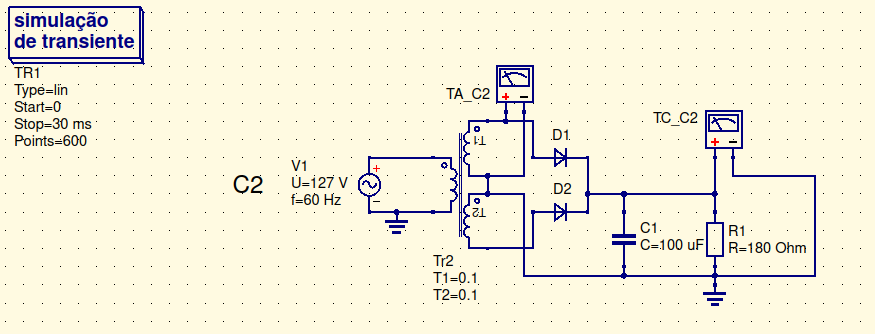 simulação
de transiente
TR1
Type=lin
Start=0
Stop=30 ms
Points=600
C2
V1
U=127 V
f=60 Hz
TA_C2
T1
T2
Tr2
T1=0.1
T2=0.1
D1
D2
C1
C=100 uF
TC_C2
R1
R=180 Ohm